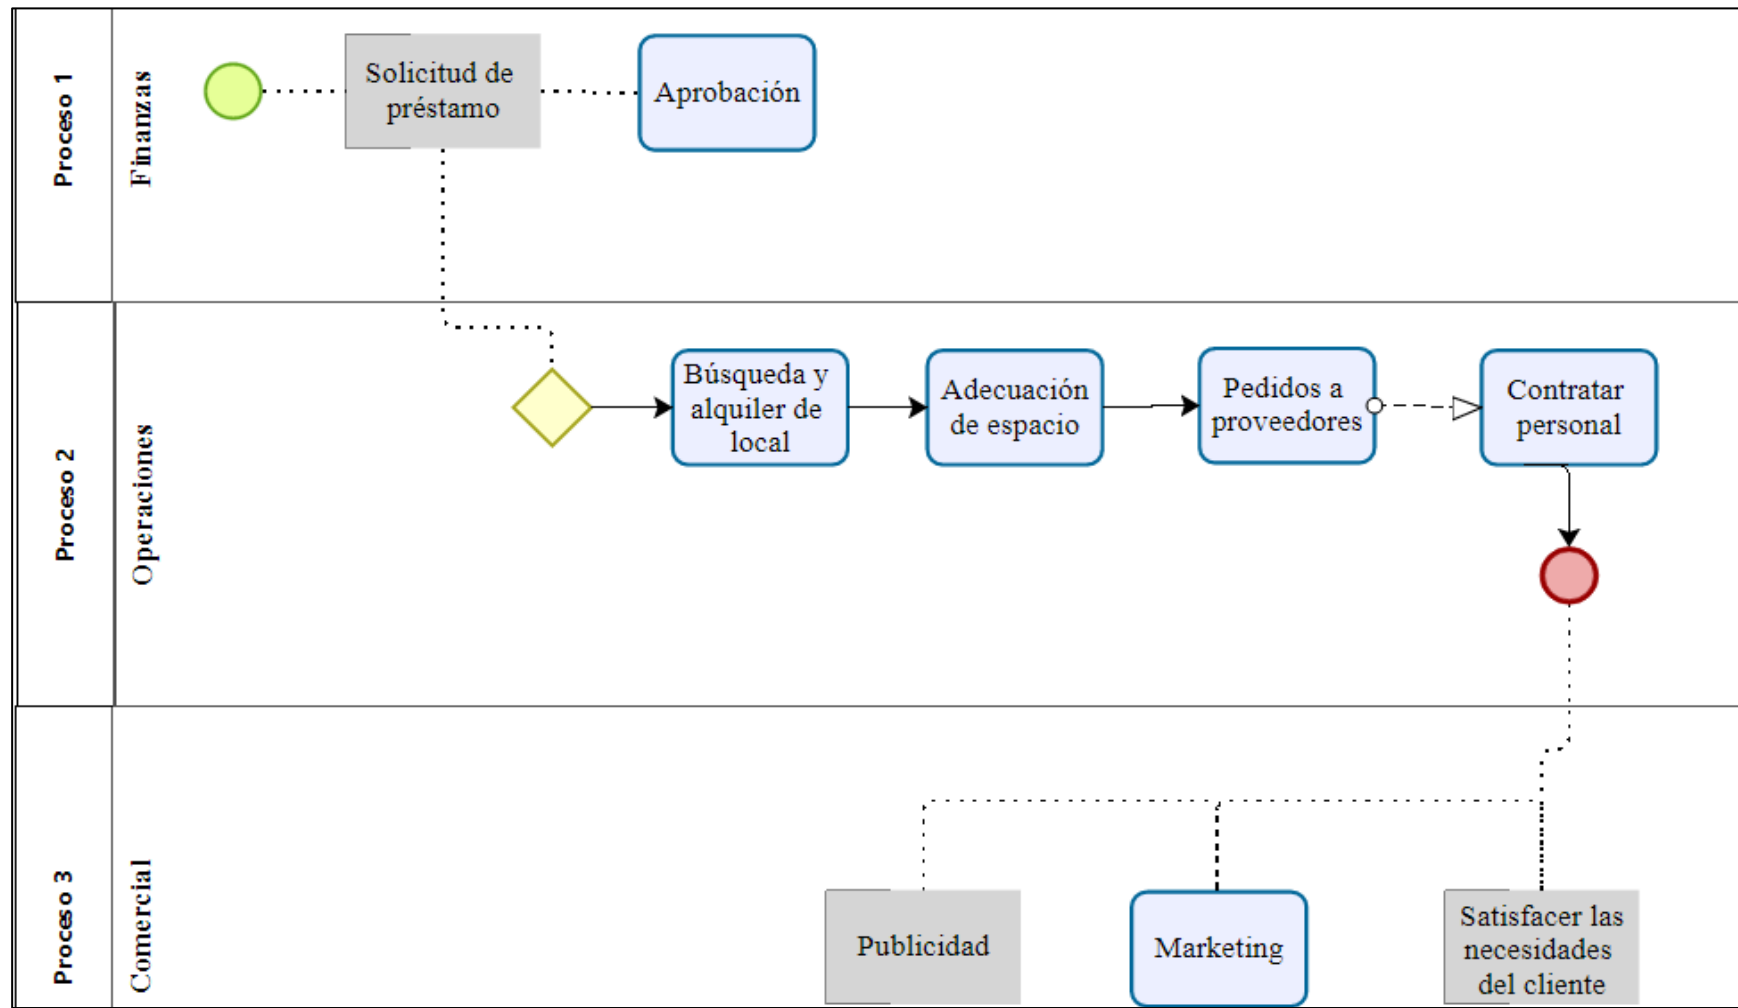 Proceso 1
Finanzas
Solicitud de
préstamo
Aprobación
Proceso 2
Operaciones
Búsqueda y
alquiler de
local
Adecuación
de espacio
Pedidos a
proveedores
Contratar
personal
Proceso 3
Comercial
Publicidad
Marketing
Satisfacer las
necesidades
del cliente